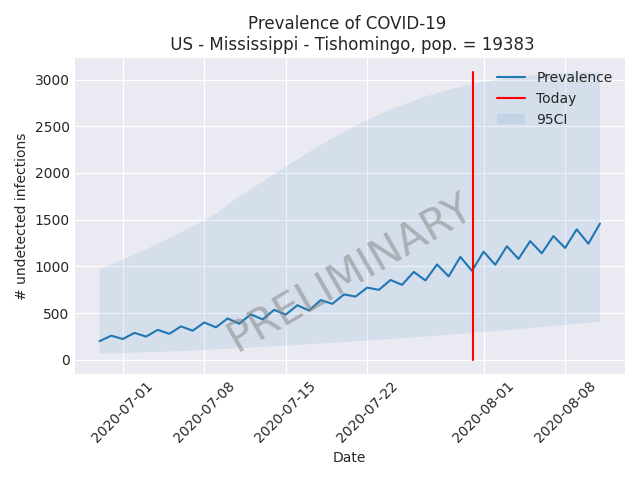 Prevalence of COVID-19
US - Mississippi - Tishomingo, pop. = 19383
3000
2500
2000
1500
1000
500
0
# undetected infections
Prevalence
Today
95CI
PRELIMINARY
2020-07-01
2020-07-08
2020-07-15
2020-07-22
2020-08-01
2020-08-08
Date